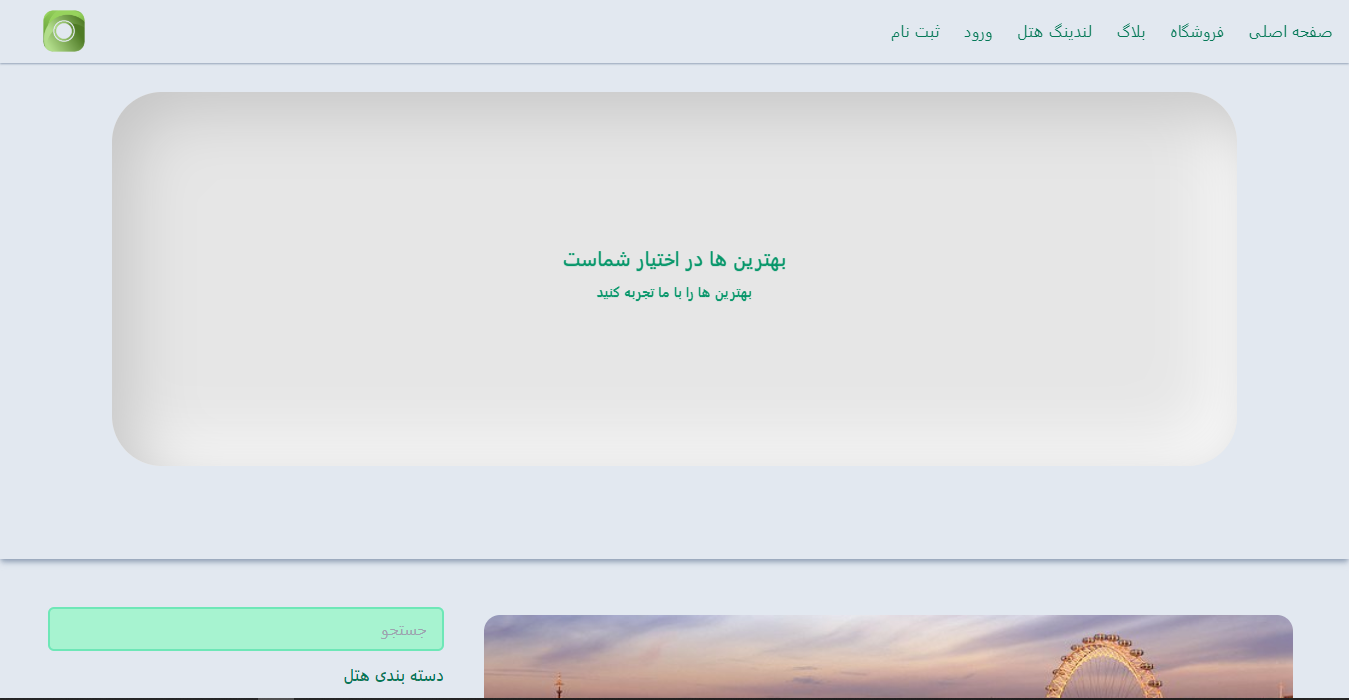 صفحه اصلی فروشگاه بلاگ لندینگ هتل ورود ثبت نام
بهترین ها در اختیار شماست
بهترین ها را با ما تجربه کنید
جستجو
دسته بندی هتل